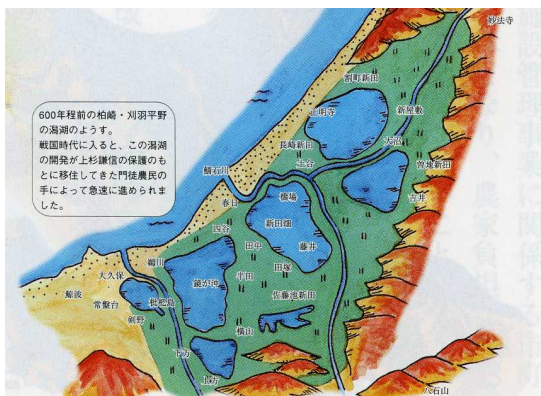 600年程前の柏崎・刈羽平野
の潟湖のようす。
戦国時代に入ると、この潟湖
の開発が上杉謙信の保護のも
とに移住してきた門徒農民の
手によって急速に進められま
した。
妙法寺
割町新田
正明寺
新屋敷
長崎新田
大沼
土合
曽地新田
鯖石川
吉井
春日
橋場
四谷
新田畑
田中
藤井
鵜川
大久保
鏡が沖
半田
田塚
鯨波
常盤台
枇杷島
佐藤池新田
剣野
横山
下方
上方
八石山